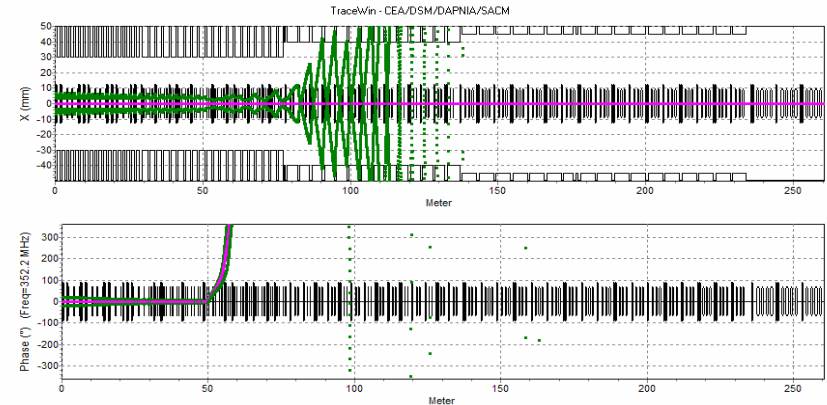 TraceWin - CEA/DSM/DAPNIA/SACM
X (mm)
50
40
30
20
10
0
-10
-20
-30
-40
0 50 100 150 200 250
Meter
Phase (°) (Freq=352.2 MHz)
300
200
100
0
-100
-200
-300
0 50 100 150 200 250
Meter